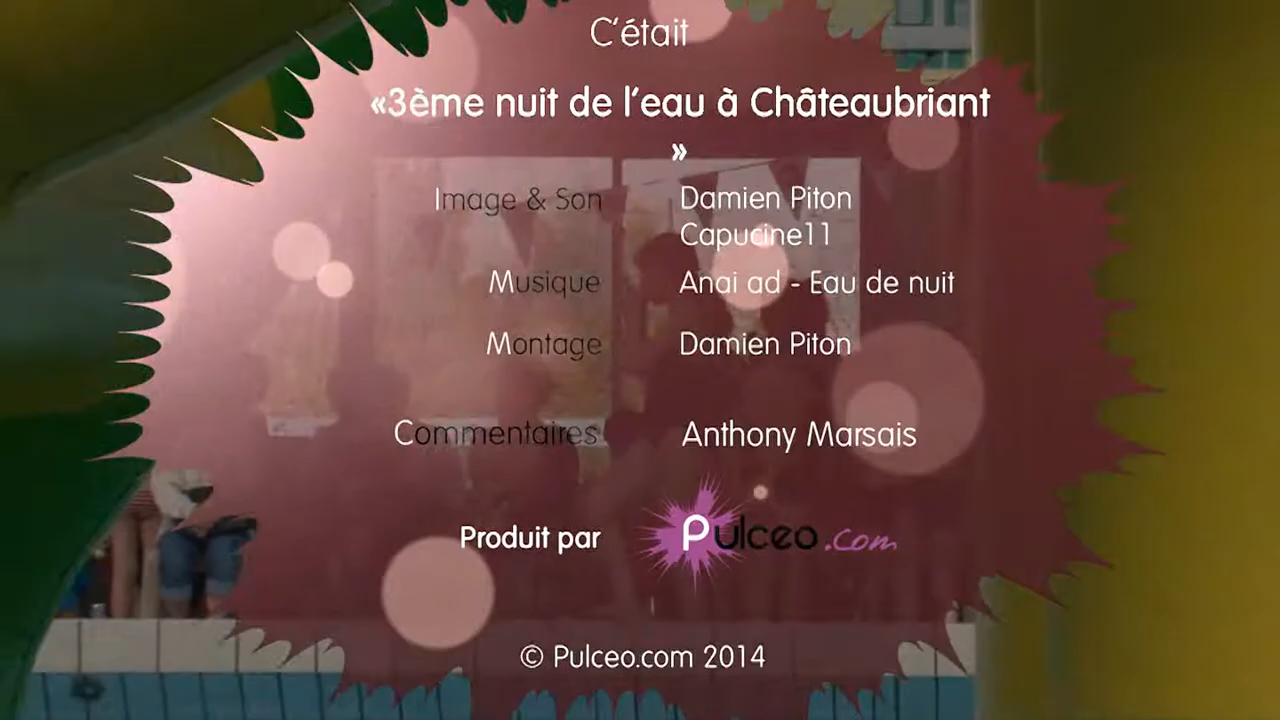 C'était
«3ème nuit de l'eau à Châteaubriant
»
Image & Son Damien Piton
Capucine11
Musique Anai ad - Eau de nuit
Montage Damien Piton
Commentaires Anthony Marsais
Produit par Pulceo.com
© Pulceo.com 2014